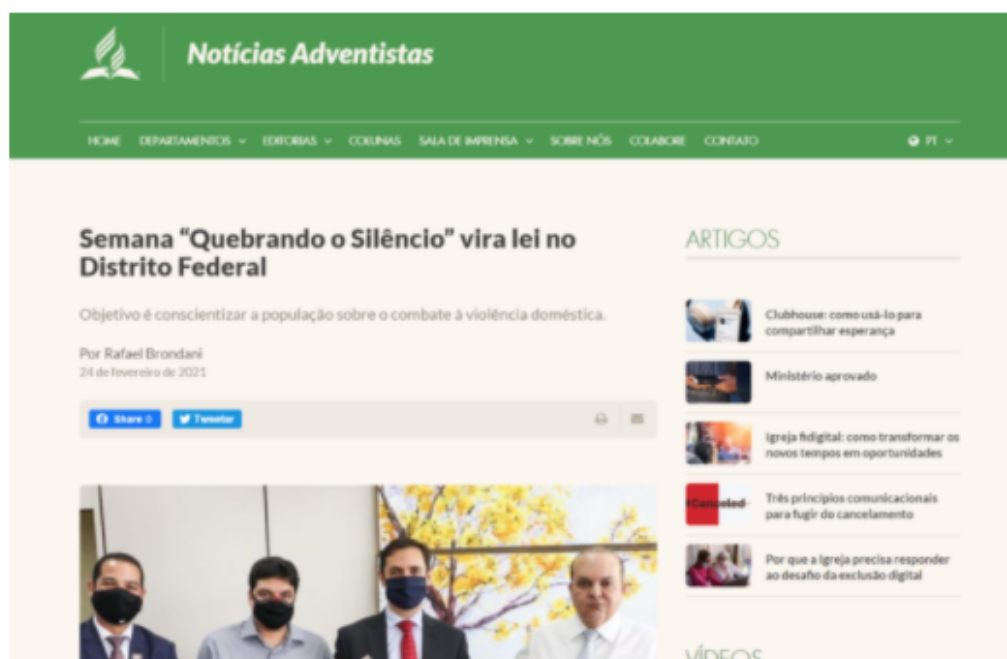 Notícias Adventistas
HOME DEPARTAMENTOS EDITORIAS COLUNAS SALA DE IMPRENSA SOBRE NÓS COLABORE CONTATO PT
Semana “Quebrando o Silêncio” vira lei no
Distrito Federal
Objetivo é conscientizar a população sobre o combate à violência doméstica.
Por Rafael Brondani
24 de fevereiro de 2021
Share 0 Tweetar
ARTIGOS
Clubhouse: como usá-lo para
compartilhar esperança
Ministério aprovado
Igreja fidigital: como transformar os
novos tempos em oportunidades
Canceled
Três princípios comunicacionais
para fugir do cancelamento
Por que a Igreja precisa responder
ao desafio da exclusão digital
VÍDEOS